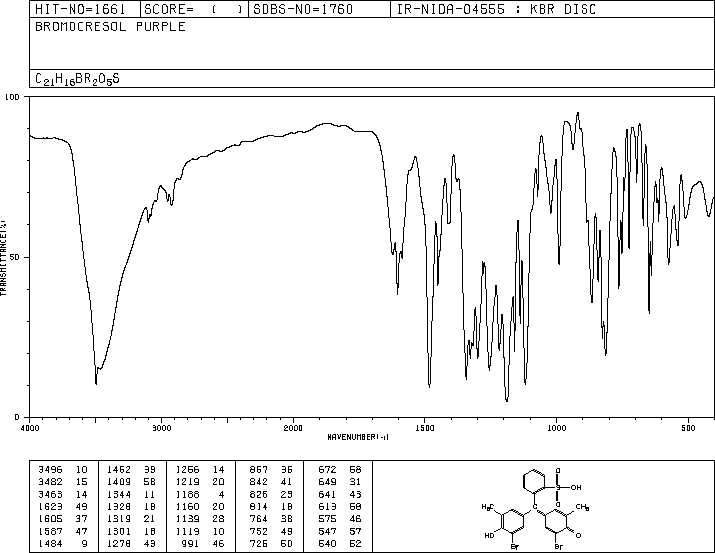 HIT-NO=1661 SCORE= ( ) SDBS-NO=1760 IR-NIDA-04555 : KBR DISC
BROMOCRESOL PURPLE
C21H16BR2O5S
100
50
0
TRANSMITTANCE(%)
4000 3000 2000 1500 1000 500
WAVENUMBER(-1)
3496 10 1462 39 1256 14 867 35 672 58
3482 15 1409 58 1219 20 842 41 649 31
3463 14 1344 11 1188 4 826 23 641 43
1623 49 1328 18 1160 20 814 18 613 58
1605 37 1319 21 1139 28 764 38 575 46
1587 47 1301 18 1119 10 752 49 547 57
1484 9 1278 43 991 46 726 50 540 52
O
S-OH
O
H3C
O
CH3
HO
Br
Br
O